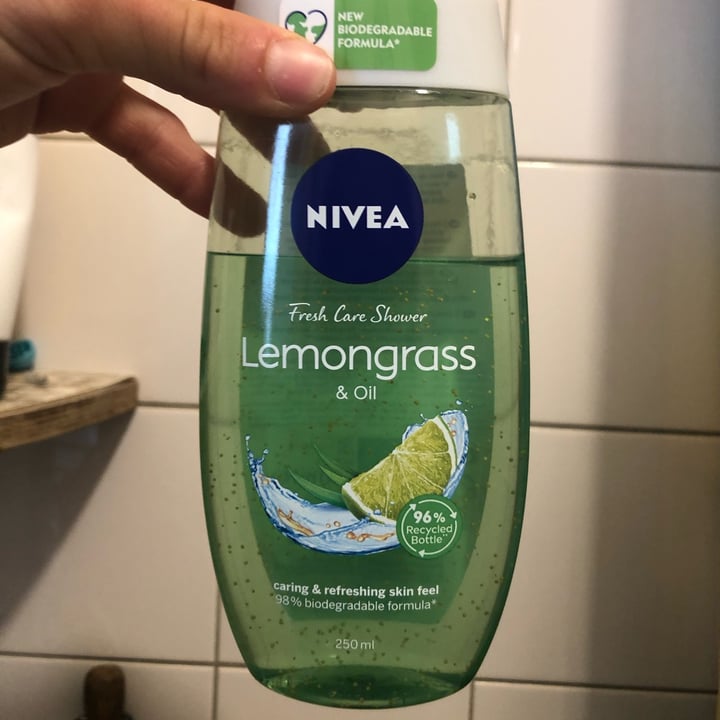 NEW
BIODEGRADABLE
FORMULA*
NIVEA
Fresh Care Shower
Lemongrass
& Oil
96%
Recycled
Bottle**
caring & refreshing skin feel
98% biodegradable formula*
250 ml